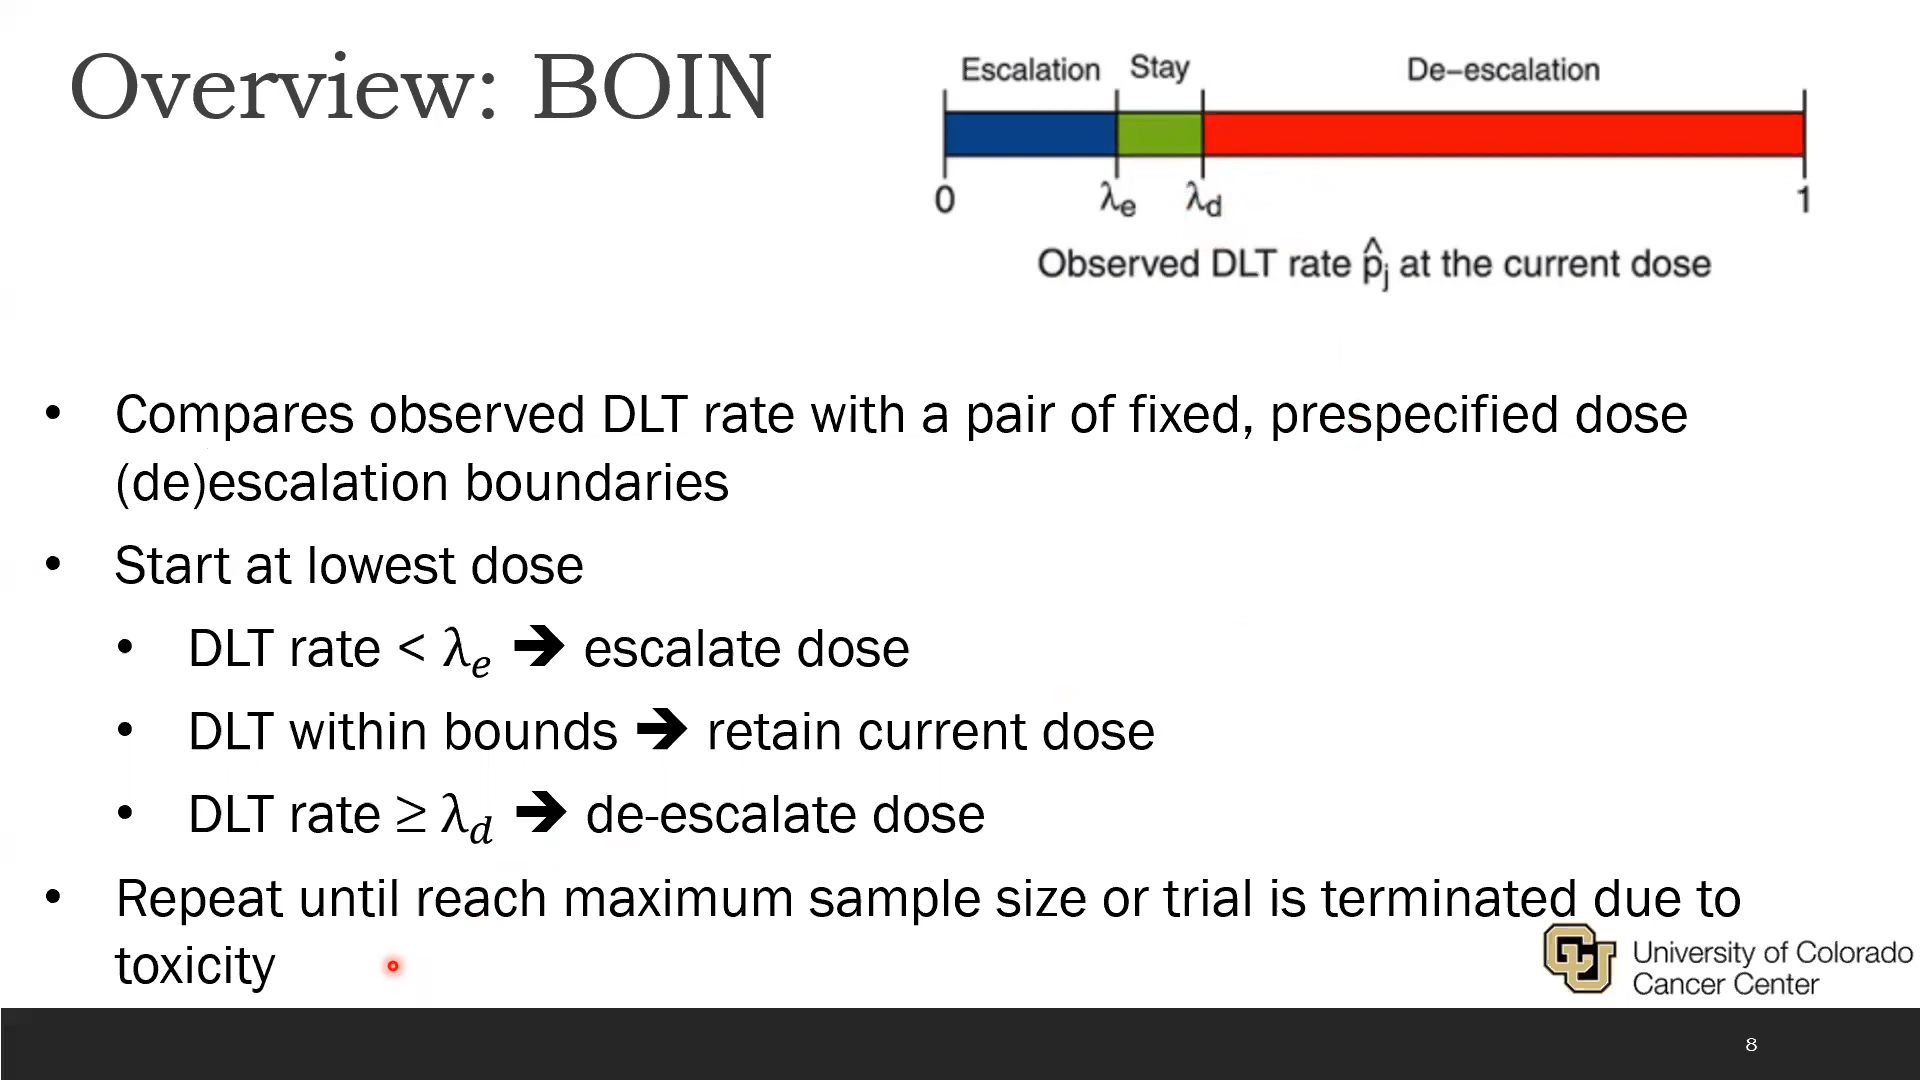 Overview: BOIN
Escalation Stay De–escalation
0 λe λd 1
Observed DLT rate p̂j at the current dose
• Compares observed DLT rate with a pair of fixed, prespecified dose
(de)escalation boundaries
• Start at lowest dose
• DLT rate < λe ➔ escalate dose
• DLT within bounds ➔ retain current dose
• DLT rate ≥ λd ➔ de-escalate dose
• Repeat until reach maximum sample size or trial is terminated due to
toxicity
CU University of Colorado
Cancer Center
8